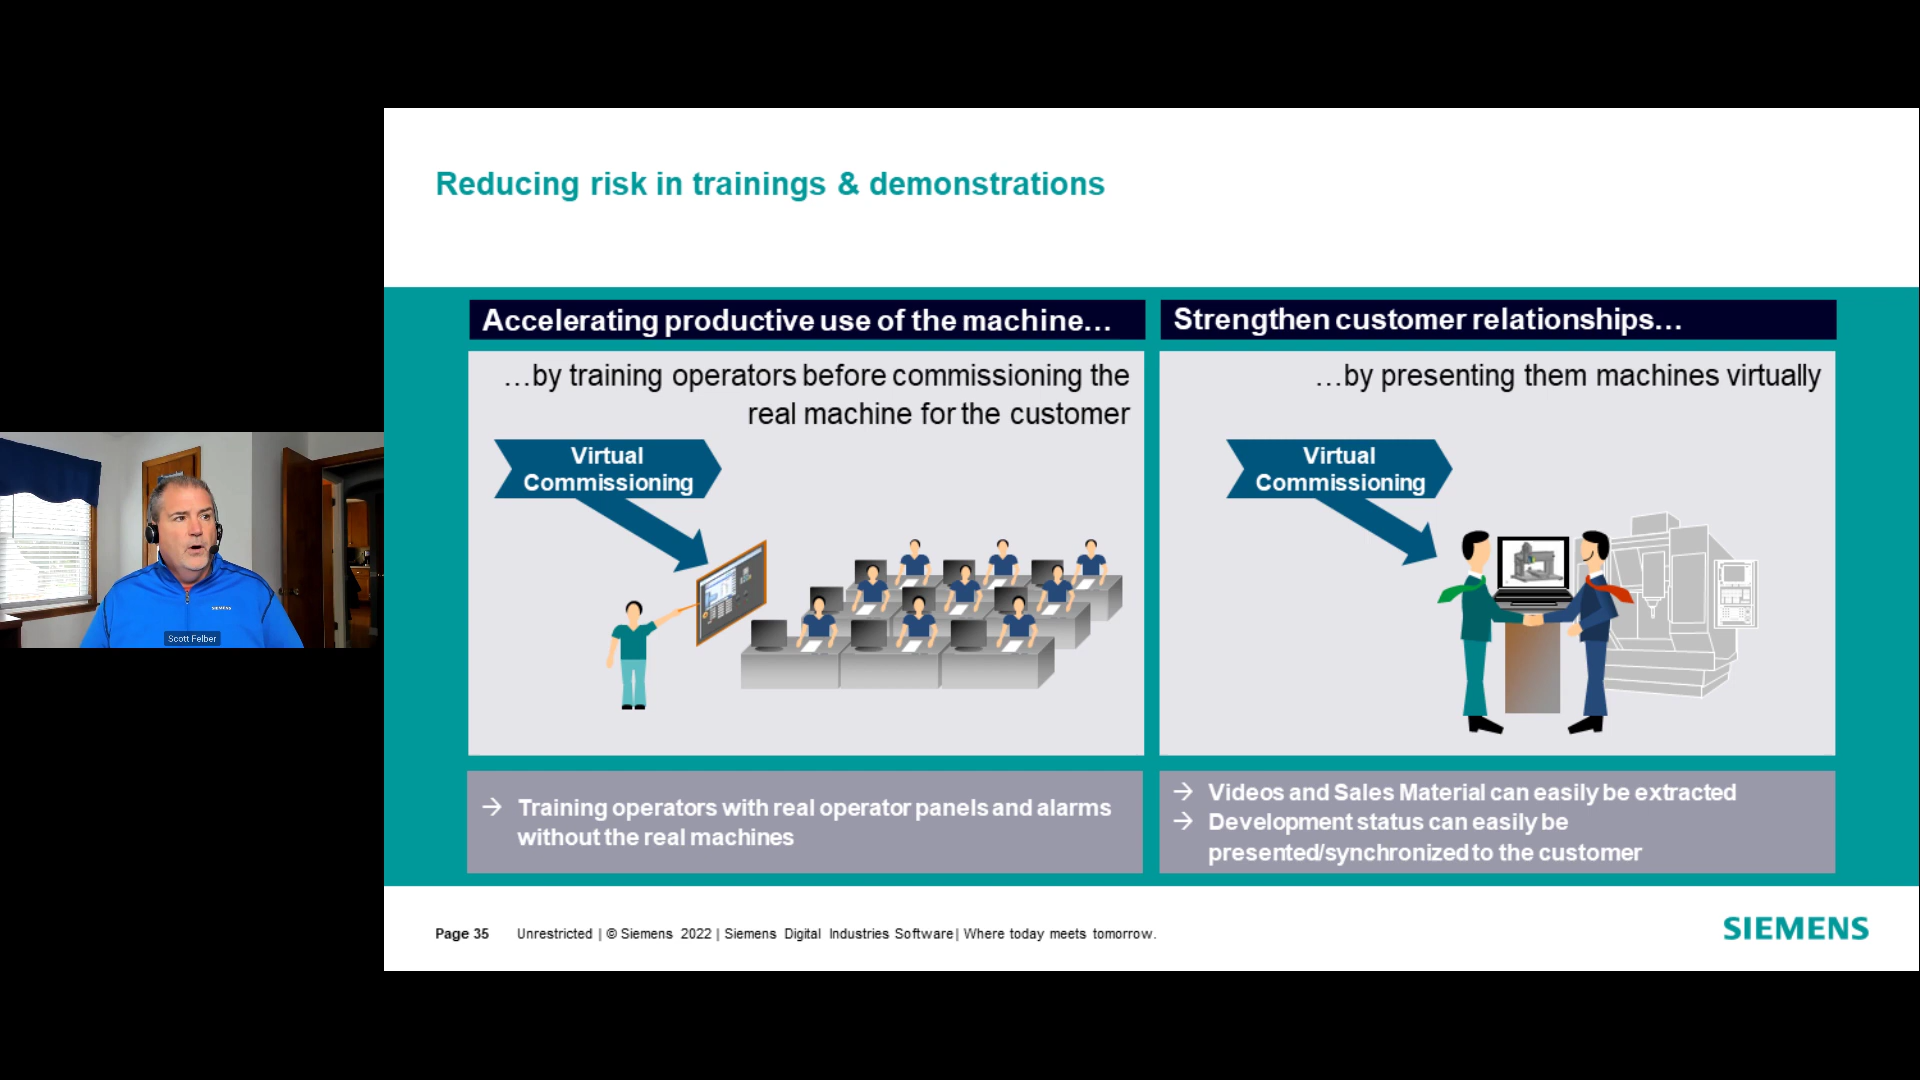 Reducing risk in trainings & demonstrations
Accelerating productive use of the machine…
…by training operators before commissioning the
real machine for the customer
Virtual
Commissioning
→ Training operators with real operator panels and alarms
without the real machines
Strengthen customer relationships…
…by presenting them machines virtually
Virtual
Commissioning
→ Videos and Sales Material can easily be extracted
→ Development status can easily be
presented/synchronized to the customer
SIEMENS
Scott Felber
Page 35 Unrestricted | © Siemens 2022 | Siemens Digital Industries Software| Where today meets tomorrow.
SIEMENS